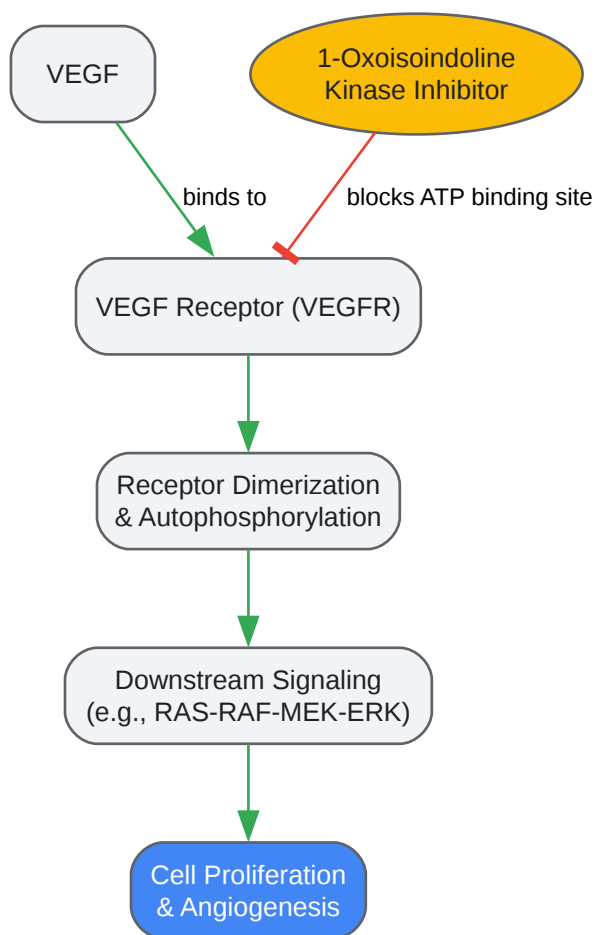 VEGF
1-Oxoisoindoline
Kinase Inhibitor
binds to
blocks ATP binding site
VEGF Receptor (VEGFR)
Receptor Dimerization
& Autophosphorylation
Downstream Signaling
(e.g., RAS-RAF-MEK-ERK)
Cell Proliferation
& Angiogenesis